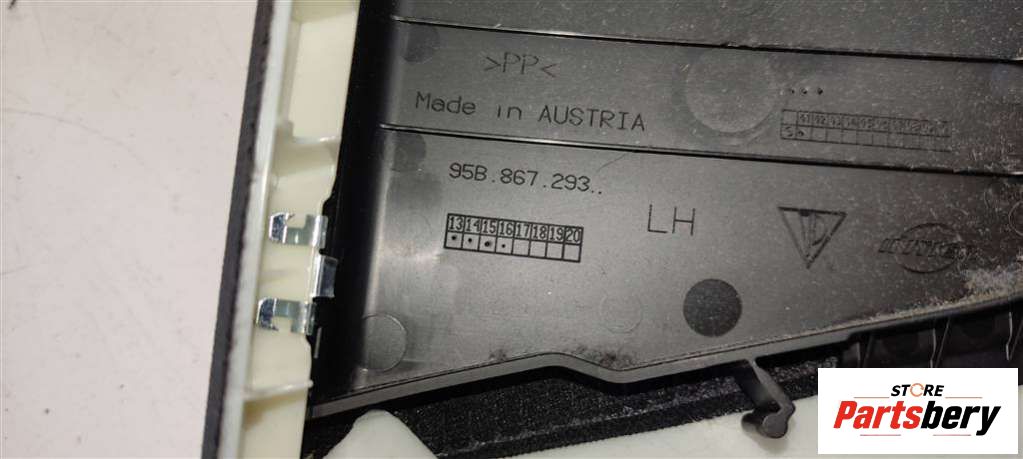 >PP<
Made in AUSTRIA
95B.867.293..
13 14 15 16 17 18 19 20
LH
STORE
Partsbery